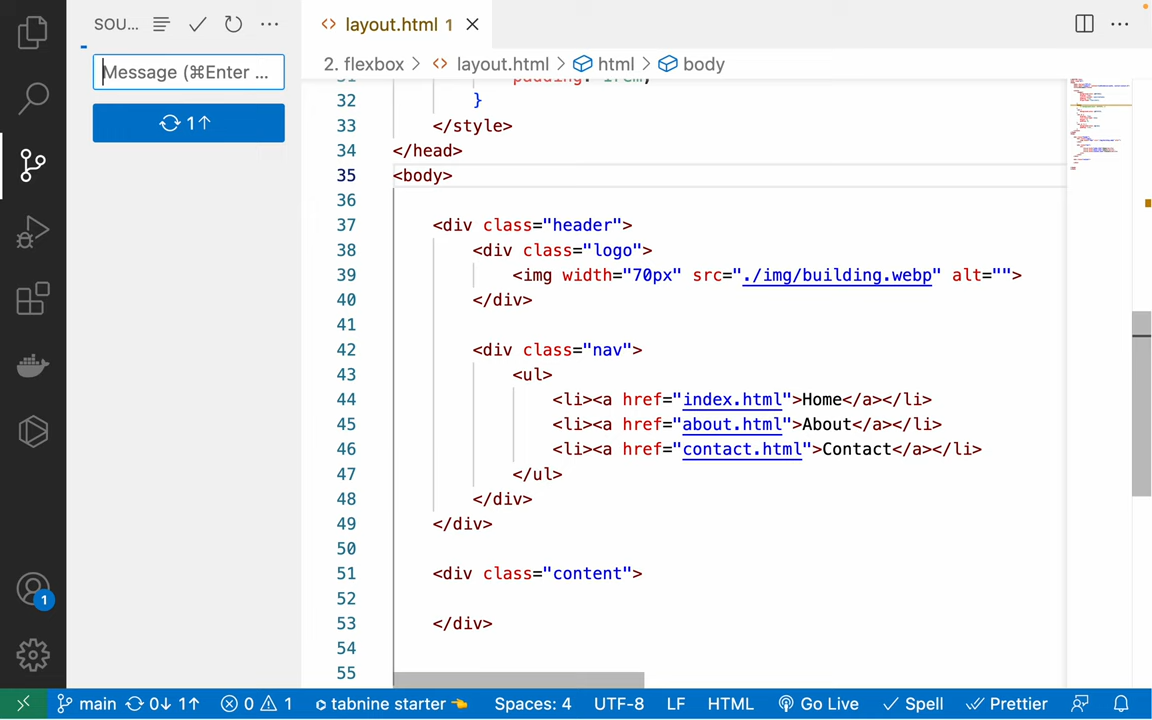 SOU...
Message (⌘Enter ...
1↑
layout.html 1
2. flexbox > layout.html > html > body
31 padding: 1rem;
32 }
33 </style>
34 </head>
35 <body>
36
37 <div class="header">
38 <div class="logo">
39 <img width="70px" src="./img/building.webp" alt="">
40 </div>
41
42 <div class="nav">
43 <ul>
44 <li><a href="index.html">Home</a></li>
45 <li><a href="about.html">About</a></li>
46 <li><a href="contact.html">Contact</a></li>
47 </ul>
48 </div>
49 </div>
50
51 <div class="content">
52
53 </div>
54
55
1
main 0↓ 1↑ 0 1 tabnine starter 👈 Spaces: 4 UTF-8 LF HTML Go Live Spell Prettier